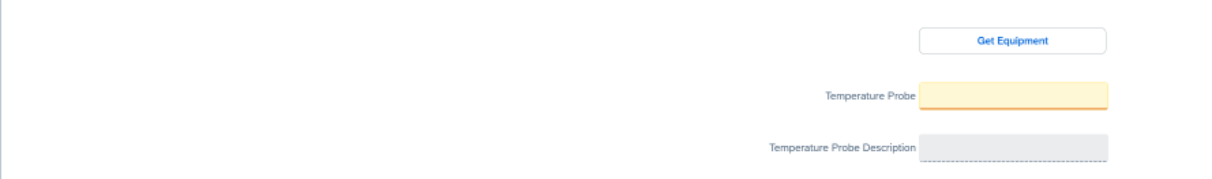 Get Equipment
Temperature Probe
Temperature Probe Description